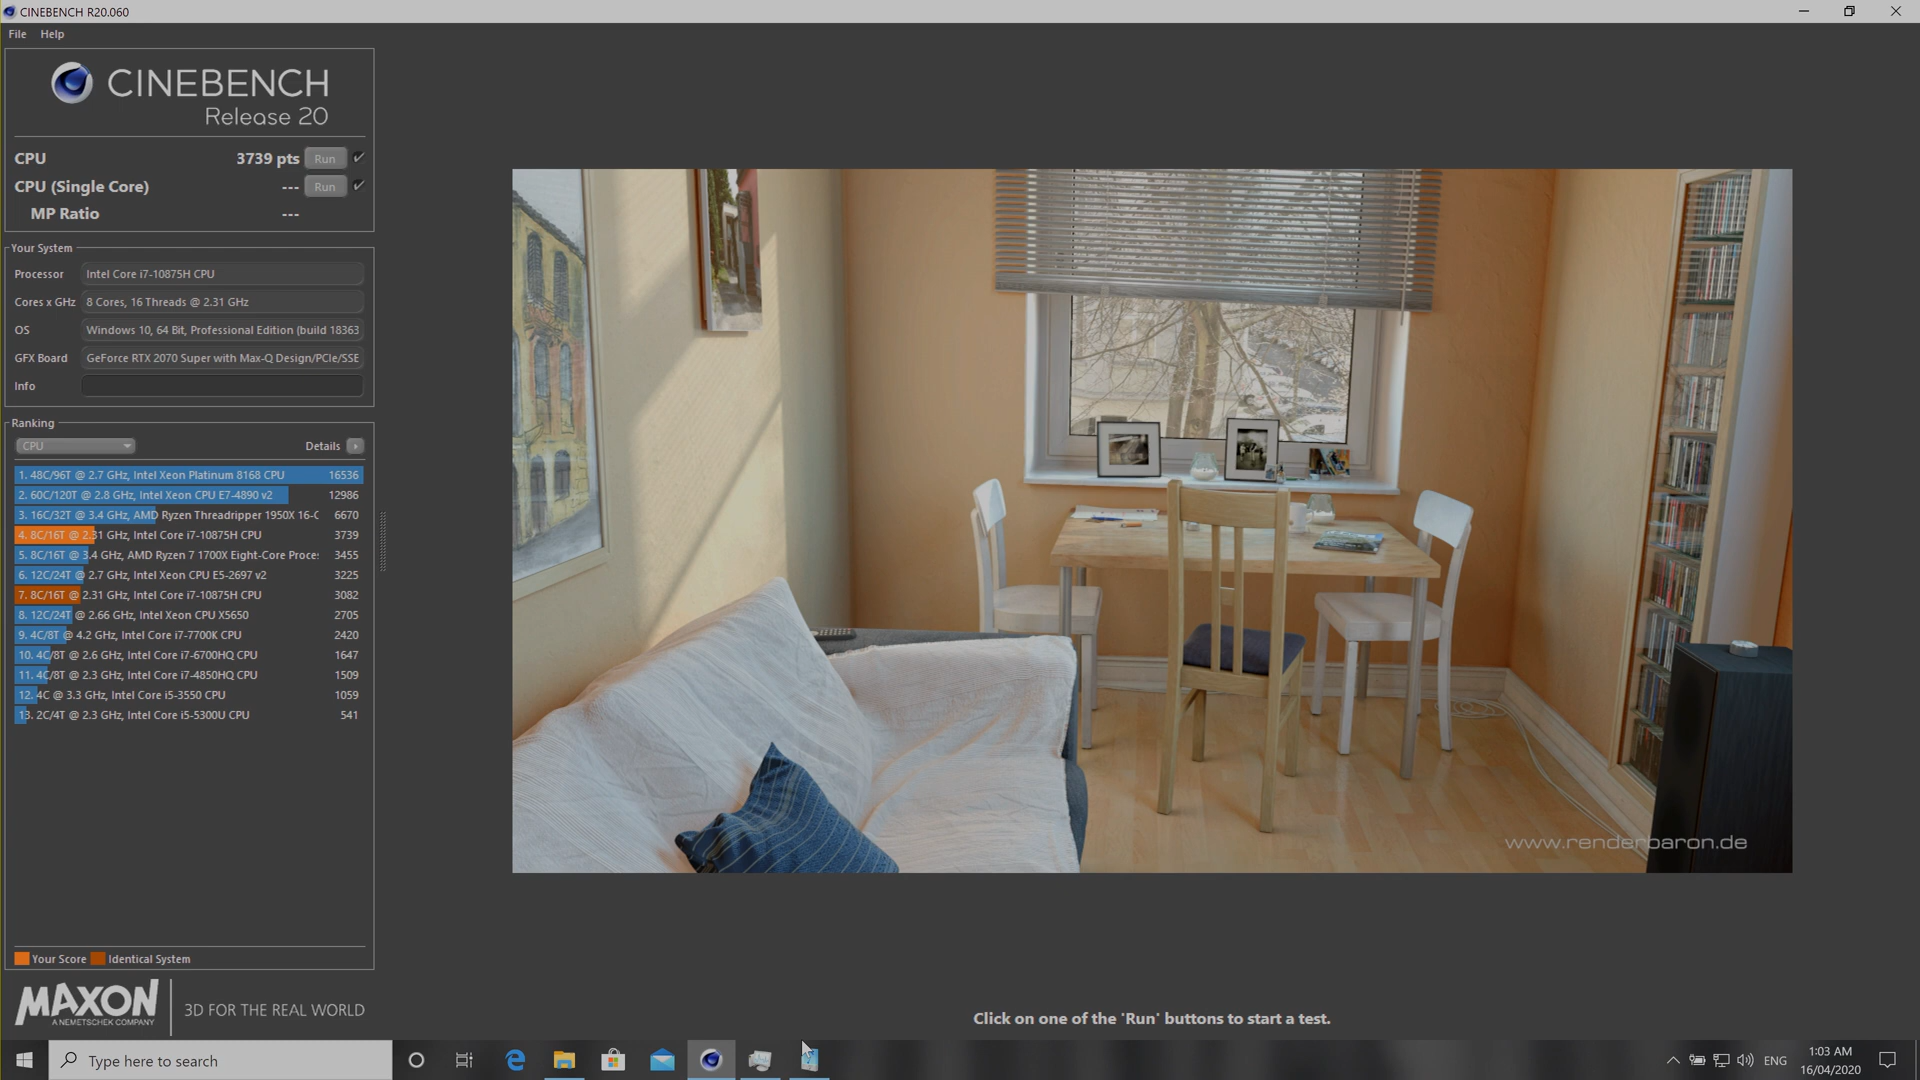 CINEBENCH R20.060
File Help
CINEBENCH
Release 20
CPU 3739 pts Run
CPU (Single Core) --- Run
MP Ratio ---
Your System
Processor Intel Core i7-10875H CPU
Cores x GHz 8 Cores, 16 Threads @ 2.31 GHz
OS Windows 10, 64 Bit, Professional Edition (build 18363
GFX Board GeForce RTX 2070 Super with Max-Q Design/PCIe/SSE
Info
Ranking
CPU Details
1. 48C/96T @ 2.7 GHz, Intel Xeon Platinum 8168 CPU 16536
2. 60C/120T @ 2.8 GHz, Intel Xeon CPU E7-4890 v2 12986
3. 16C/32T @ 3.4 GHz, AMD Ryzen Threadripper 1950X 16-C 6670
4. 8C/16T @ 2.31 GHz, Intel Core i7-10875H CPU 3739
5. 8C/16T @ 3.4 GHz, AMD Ryzen 7 1700X Eight-Core Proces 3455
6. 12C/24T @ 2.7 GHz, Intel Xeon CPU E5-2697 v2 3225
7. 8C/16T @ 2.31 GHz, Intel Core i7-10875H CPU 3082
8. 12C/24T @ 2.66 GHz, Intel Xeon CPU X5650 2705
9. 4C/8T @ 4.2 GHz, Intel Core i7-7700K CPU 2420
10. 4C/8T @ 2.6 GHz, Intel Core i7-6700HQ CPU 1647
11. 4C/8T @ 2.3 GHz, Intel Core i7-4850HQ CPU 1509
12. 4C @ 3.3 GHz, Intel Core i5-3550 CPU 1059
13. 2C/4T @ 2.3 GHz, Intel Core i5-5300U CPU 541
Your Score Identical System
MAXON
A NEMETSCHEK COMPANY
3D FOR THE REAL WORLD
www.renderbaron.de
Click on one of the 'Run' buttons to start a test.
Type here to search
ENG
1:03 AM
16/04/2020